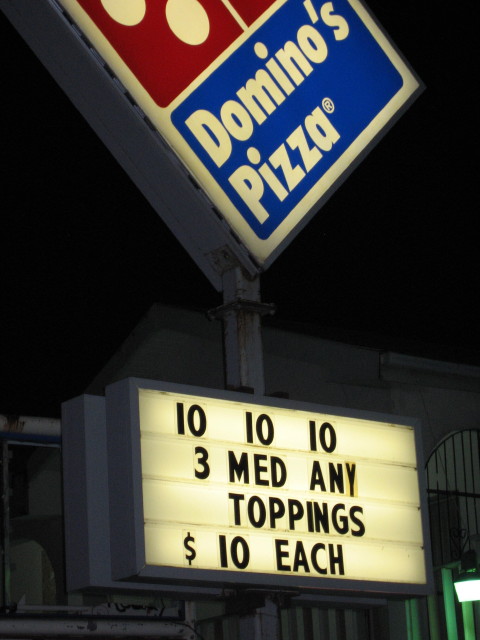 Domino's
Pizza®
10 10 10
3 MED ANY
TOPPINGS
$ 10 EACH